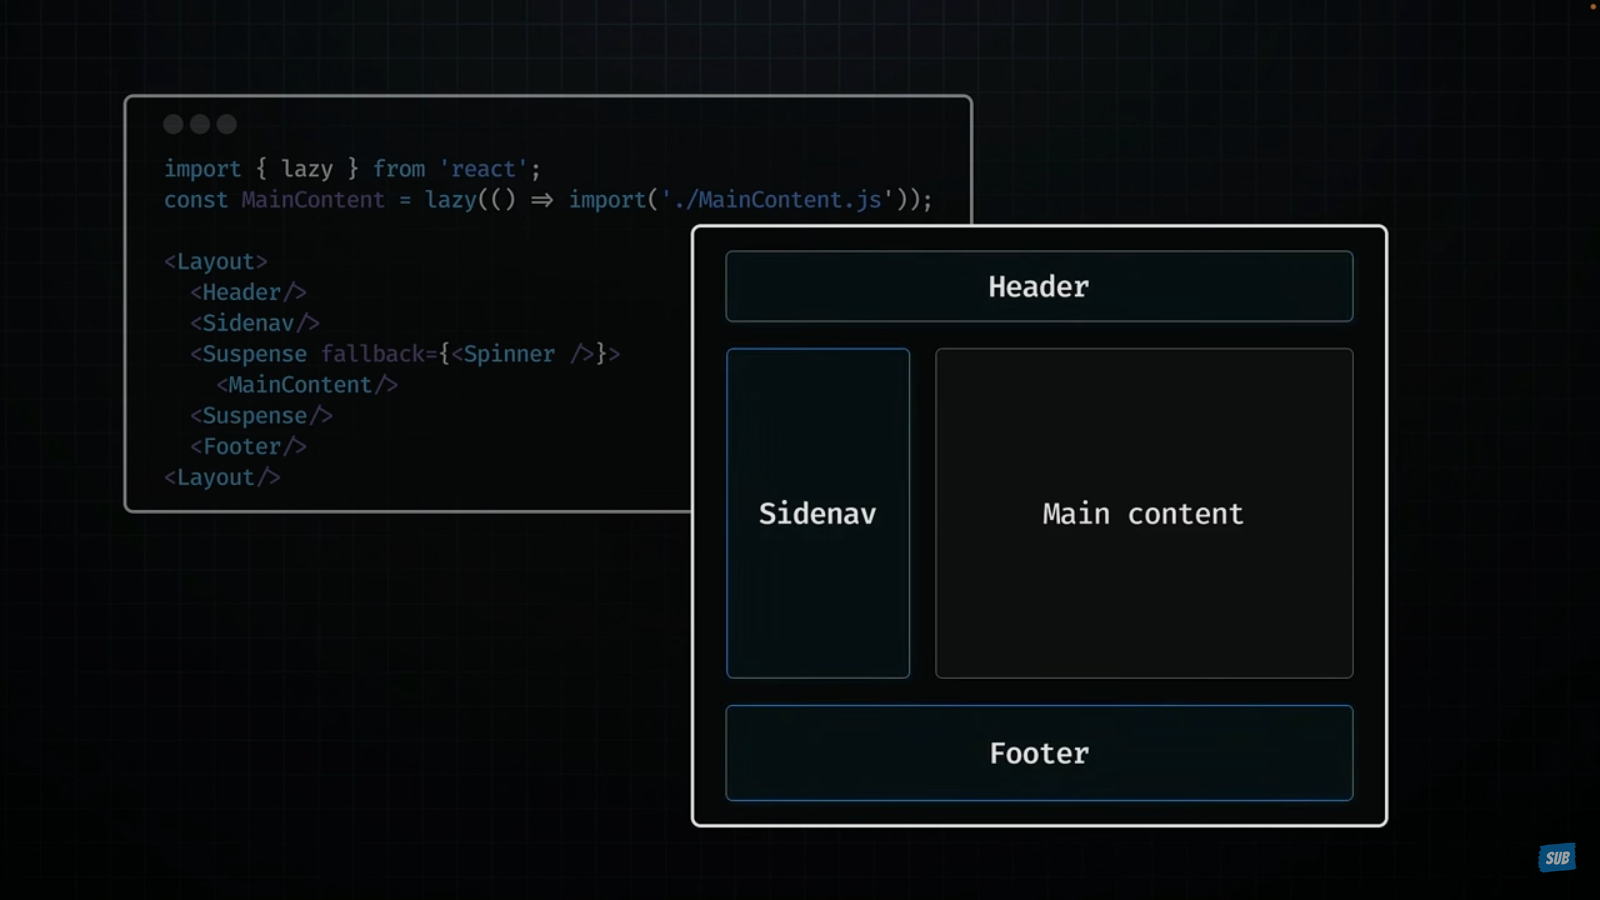 import { lazy } from 'react';
const MainContent = lazy(() => import('./MainContent.js'));
<Layout>
<Header/>
<Sidenav/>
<Suspense fallback={<Spinner />}>
<MainContent/>
<Suspense/>
<Footer/>
<Layout/>
Header
Sidenav
Main content
Footer
SUB